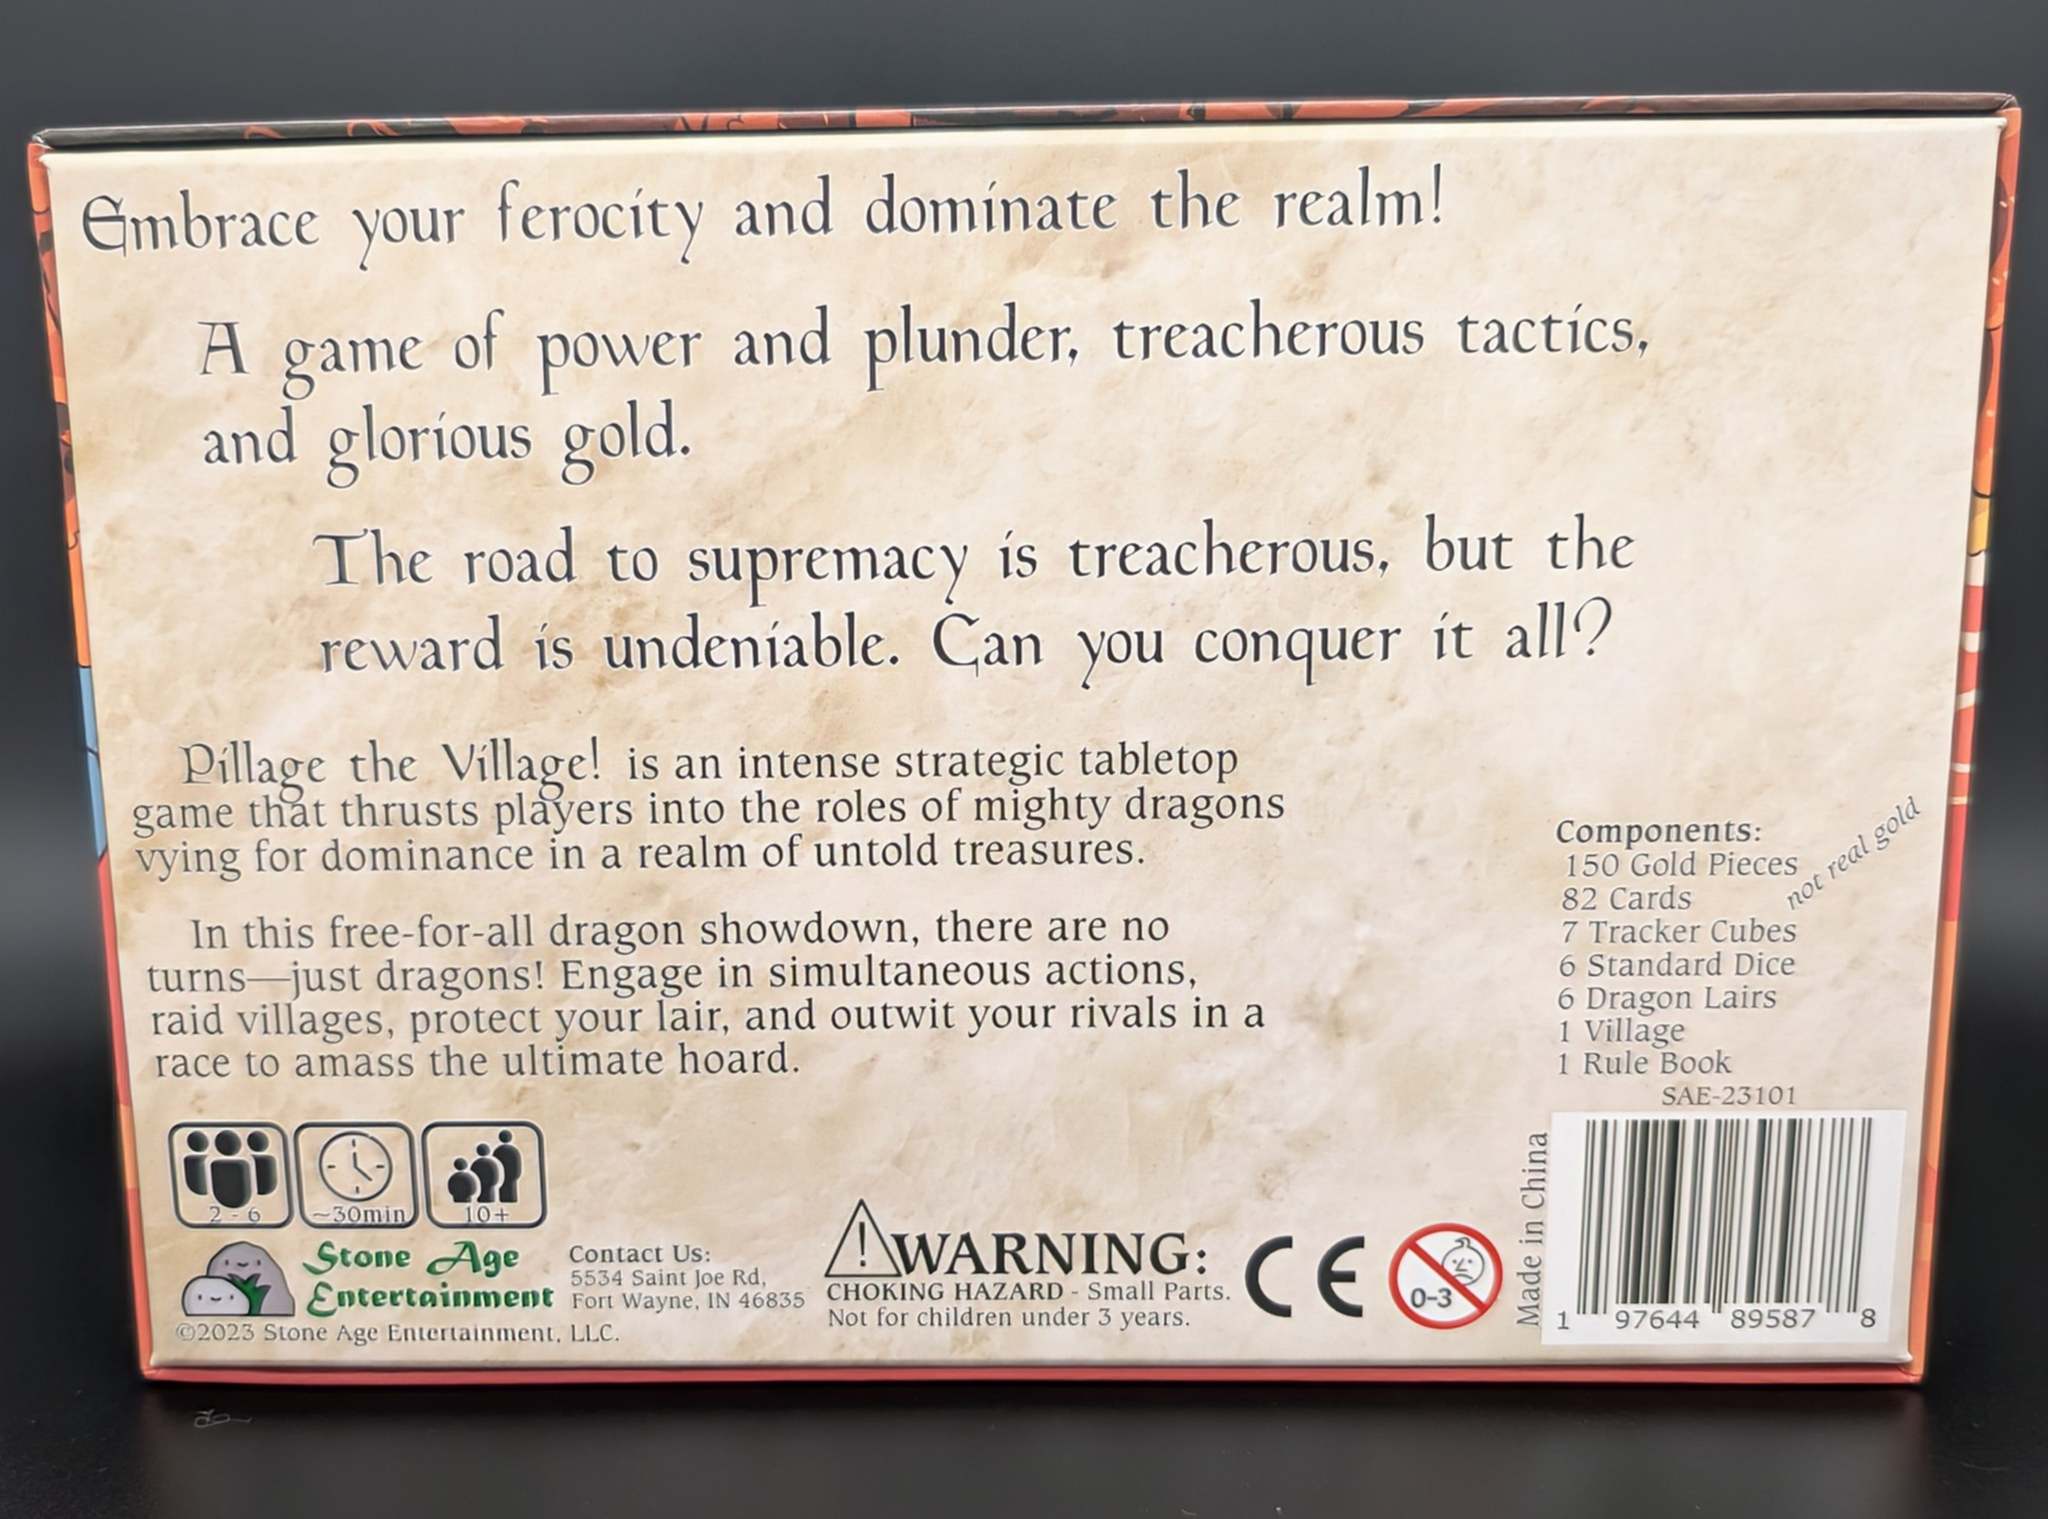 Embrace your ferocity and dominate the realm!
A game of power and plunder, treacherous tactics,
and glorious gold.
The road to supremacy is treacherous, but the
reward is undeniable. Can you conquer it all?
Pillage the Village! is an intense strategic tabletop
game that thrusts players into the roles of mighty dragons
vying for dominance in a realm of untold treasures.
In this free-for-all dragon showdown, there are no
turns—just dragons! Engage in simultaneous actions,
raid villages, protect your lair, and outwit your rivals in a
race to amass the ultimate hoard.
Components:
150 Gold Pieces
not real gold
82 Cards
7 Tracker Cubes
6 Standard Dice
6 Dragon Lairs
1 Village
1 Rule Book
SAE-23101
2 - 6
~30min
10+
Stone Age
Entertainment
©2023 Stone Age Entertainment, LLC.
Contact Us:
5534 Saint Joe Rd,
Fort Wayne, IN 46835
WARNING:
CHOKING HAZARD - Small Parts.
Not for children under 3 years.
CE
0-3
Made in China
1 97644 89587 8